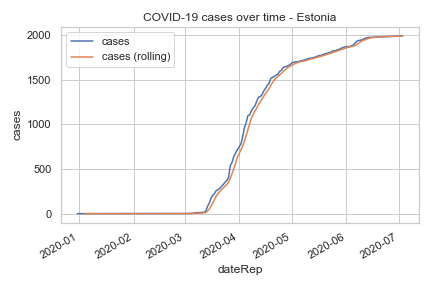 COVID-19 cases over time - Estonia
cases
cases (rolling)
2000
1500
1000
500
0
cases
2020-01
2020-02
2020-03
2020-04
2020-05
2020-06
2020-07
dateRep